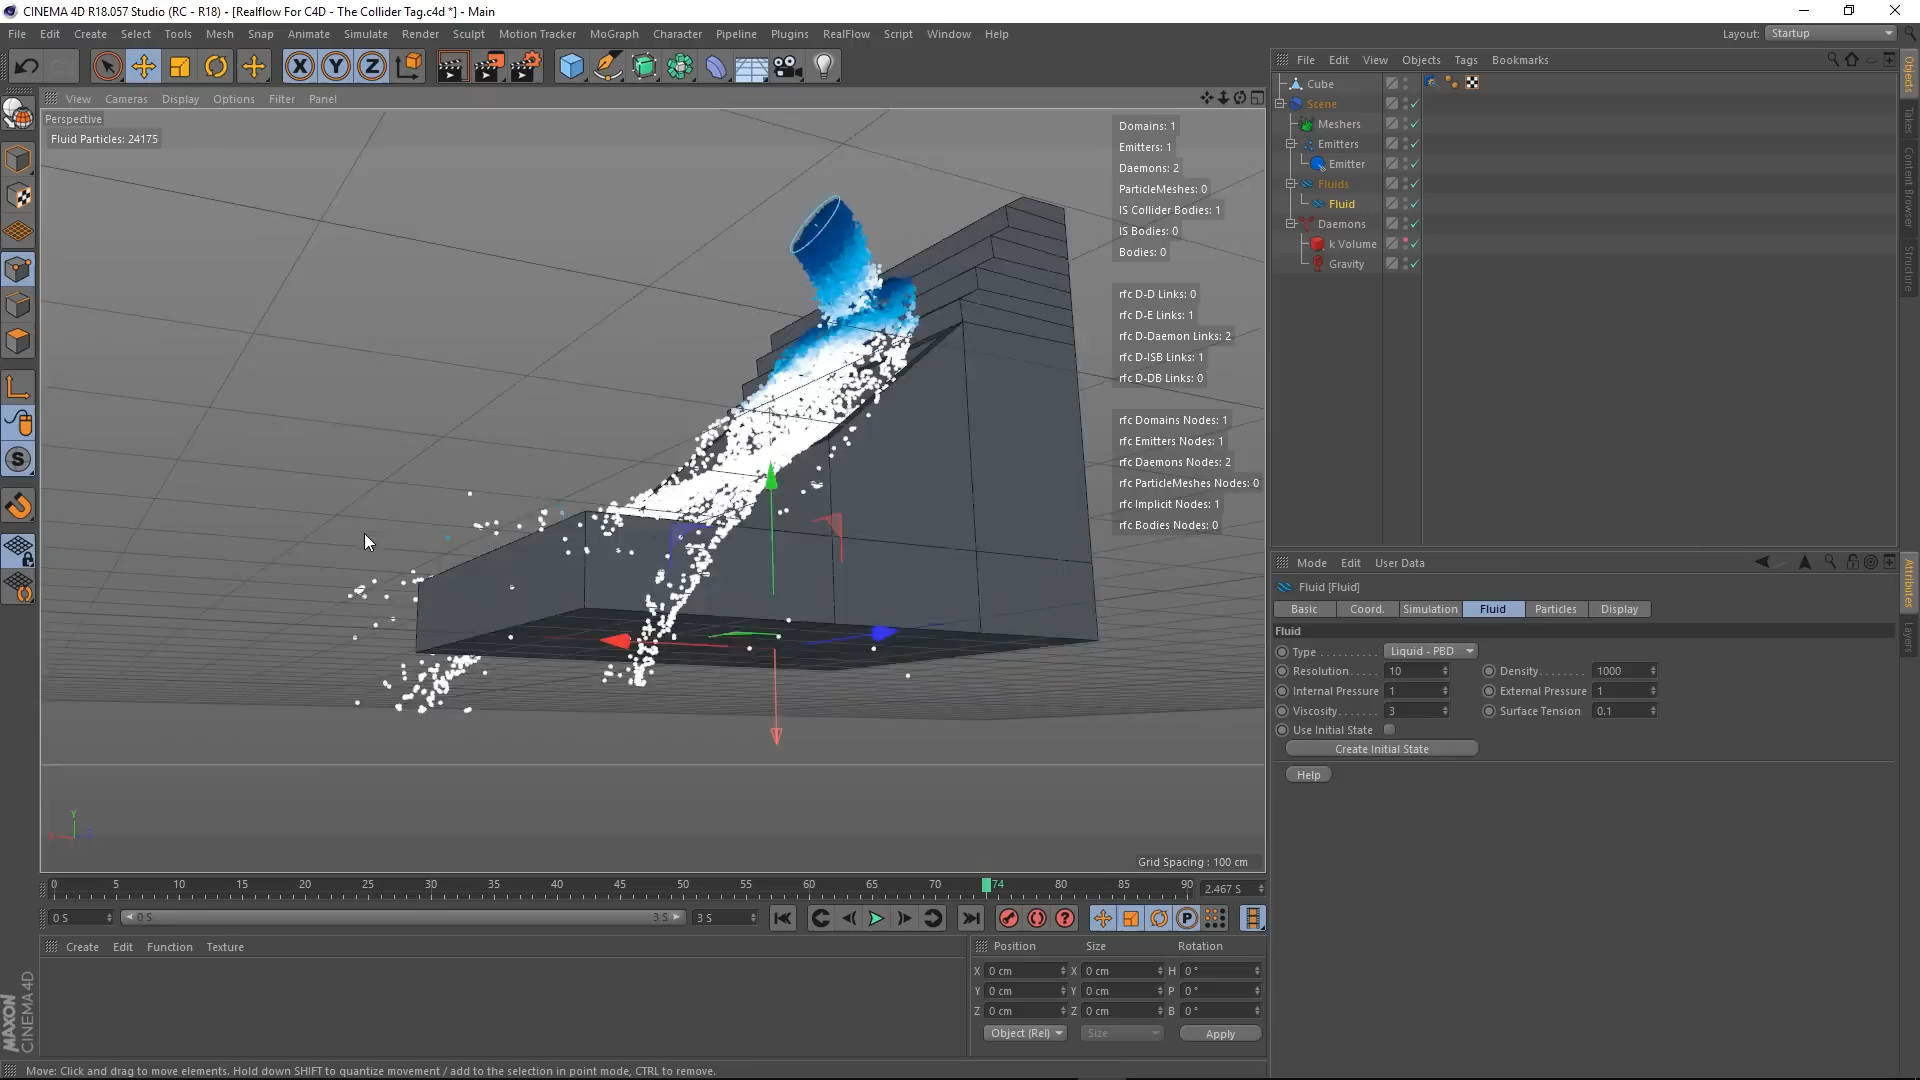 CINEMA 4D R18.057 Studio (RC - R18) - [Realflow For C4D - The Collider Tag.c4d *] - Main
File Edit Create Select Tools Mesh Snap Animate Simulate Render Sculpt Motion Tracker MoGraph Character Pipeline Plugins RealFlow Script Window Help
Layout: Startup
View Cameras Display Options Filter Panel
Perspective
Fluid Particles: 24175
Domains: 1
Emitters: 1
Daemons: 2
ParticleMeshes: 0
IS Collider Bodies: 1
IS Bodies: 0
Bodies: 0
rfc D-D Links: 0
rfc D-E Links: 1
rfc D-Daemon Links: 2
rfc D-ISB Links: 1
rfc D-DB Links: 0
rfc Domains Nodes: 1
rfc Emitters Nodes: 1
rfc Daemons Nodes: 2
rfc ParticleMeshes Nodes: 0
rfc Implicit Nodes: 1
rfc Bodies Nodes: 0
Y
X
Z
Grid Spacing : 100 cm
0 5 10 15 20 25 30 35 40 45 50 55 60 65 70 74 80 85 90
2.467 S
0 S
0 S
3 S
3 S
Create Edit Function Texture
Position Size Rotation
X 0 cm X 0 cm H 0 °
Y 0 cm Y 0 cm P 0 °
Z 0 cm Z 0 cm B 0 °
Object (Rel) Size Apply
MAXON CINEMA 4D
Move: Click and drag to move elements. Hold down SHIFT to quantize movement / add to the selection in point mode, CTRL to remove.
File Edit View Objects Tags Bookmarks
Cube
Scene
Meshers
Emitters
Emitter
Fluids
Fluid
Daemons
k Volume
Gravity
Objects
Takes
Content Browser
Structure
Mode Edit User Data
Fluid [Fluid]
Basic Coord. Simulation Fluid Particles Display
Fluid
Type . . . . . . . . . . Liquid - PBD
Resolution . . . . . 10 Density . . . . . . . . 1000
Internal Pressure 1 External Pressure 1
Viscosity . . . . . . 3 Surface Tension 0.1
Use Initial State
Create Initial State
Help
Attributes
Layers